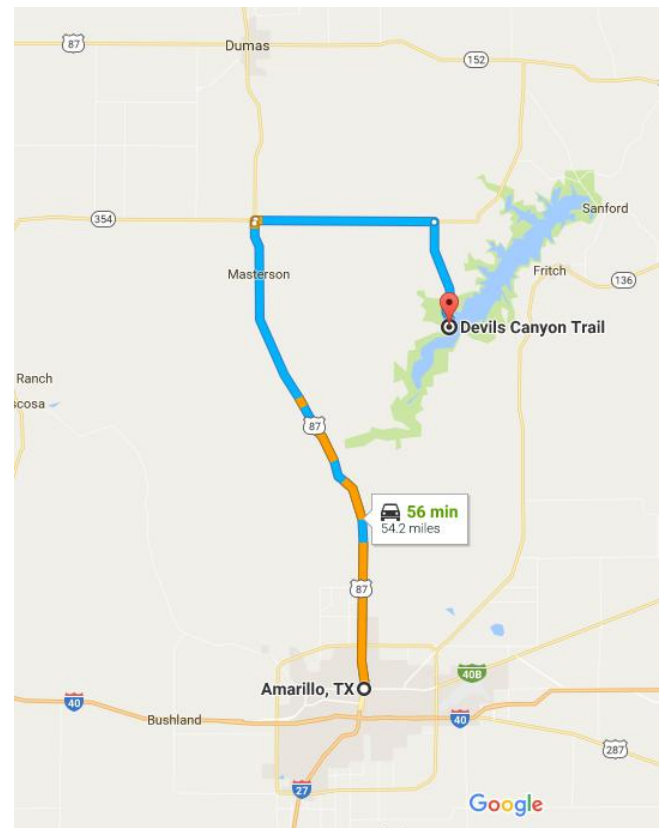 87
Dumas
152
354
Sanford
Masterson
Fritch
136
Devils Canyon Trail
Ranch
scosa
87
56 min
54.2 miles
87
Amarillo, TX
40B
40
Bushland
40
287
27
Google